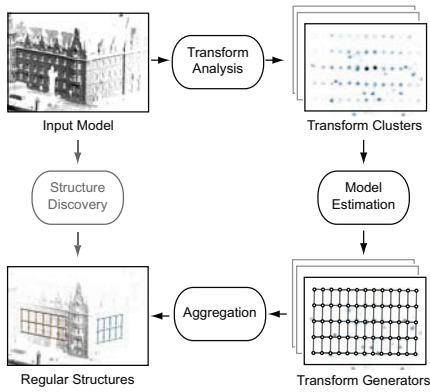 Transform
Analysis
Input Model
Transform Clusters
Structure
Discovery
Model
Estimation
Aggregation
Regular Structures
Transform Generators